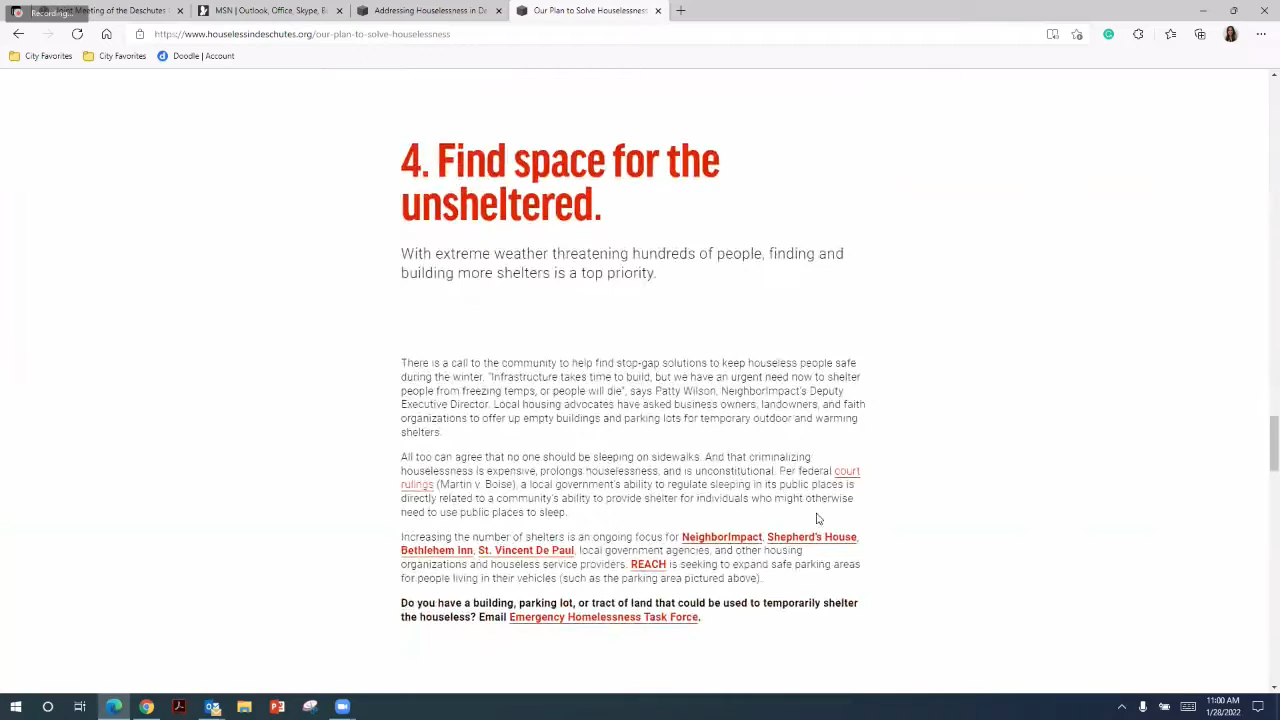 Recording...
Joint Meeting of the Deschutes
MSN | Outlook, Office, Skype, B
Addressing Houselessness in De
Our Plan to Solve Houselessness
https://www.houselessindeschutes.org/our-plan-to-solve-houselessness
City Favorites
City Favorites
Doodle | Account
4. Find space for the
unsheltered.
With extreme weather threatening hundreds of people, finding and
building more shelters is a top priority.
There is a call to the community to help find stop-gap solutions to keep houseless people safe
during the winter. "Infrastructure takes time to build, but we have an urgent need now to shelter
people from freezing temps, or people will die", says Patty Wilson, NeighborImpact's Deputy
Executive Director. Local housing advocates have asked business owners, landowners, and faith
organizations to offer up empty buildings and parking lots for temporary outdoor and warming
shelters.
All too can agree that no one should be sleeping on sidewalks. And that criminalizing
houselessness is expensive, prolongs houselessness, and is unconstitutional. Per federal court
rulings (Martin v. Boise), a local government's ability to regulate sleeping in its public places is
directly related to a community's ability to provide shelter for individuals who might otherwise
need to use public places to sleep.
Increasing the number of shelters is an ongoing focus for NeighborImpact, Shepherd's House,
Bethlehem Inn, St. Vincent De Paul, local government agencies, and other housing
organizations and houseless service providers. REACH is seeking to expand safe parking areas
for people living in their vehicles (such as the parking area pictured above).
Do you have a building, parking lot, or tract of land that could be used to temporarily shelter
the houseless? Email Emergency Homelessness Task Force.
11:00 AM
1/28/2022